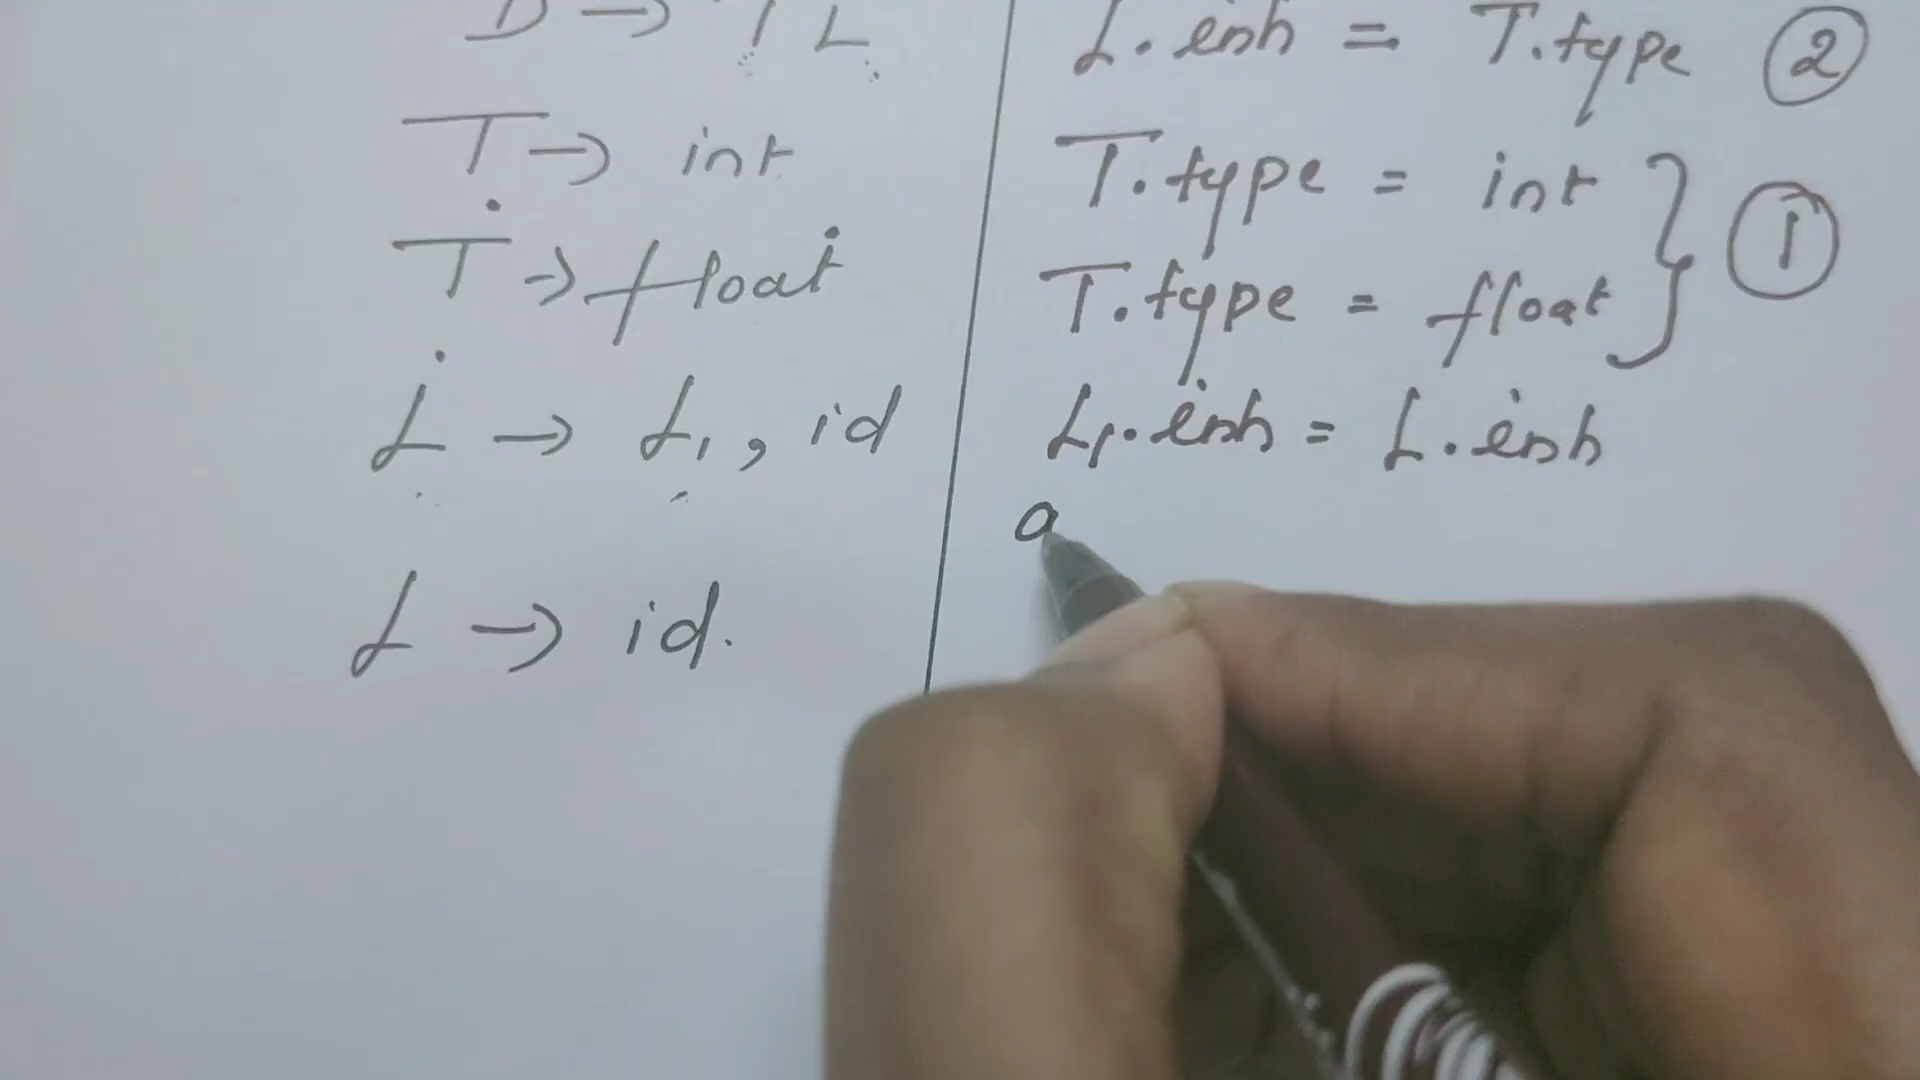 D → T L L.inh = T.type ②
T → int T.type = int } ①
T → float T.type = float
L → L₁, id L₁.inh = L.inh
a
L → id.